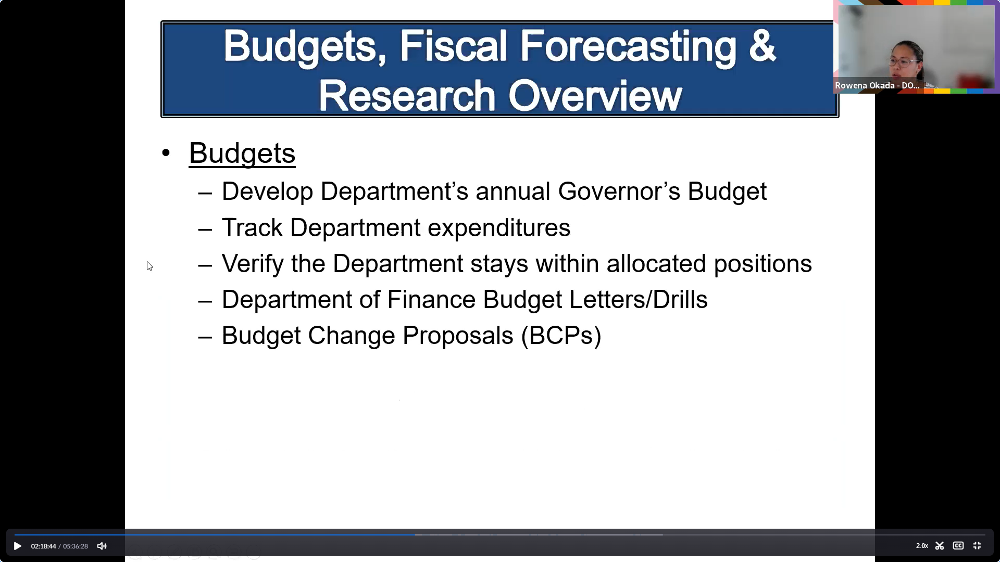 Budgets, Fiscal Forecasting &
Research Overview
Rowena Okada - DO...
• Budgets
– Develop Department’s annual Governor’s Budget
– Track Department expenditures
– Verify the Department stays within allocated positions
– Department of Finance Budget Letters/Drills
– Budget Change Proposals (BCPs)
02:18:44 / 05:36:28
2.0x
CC